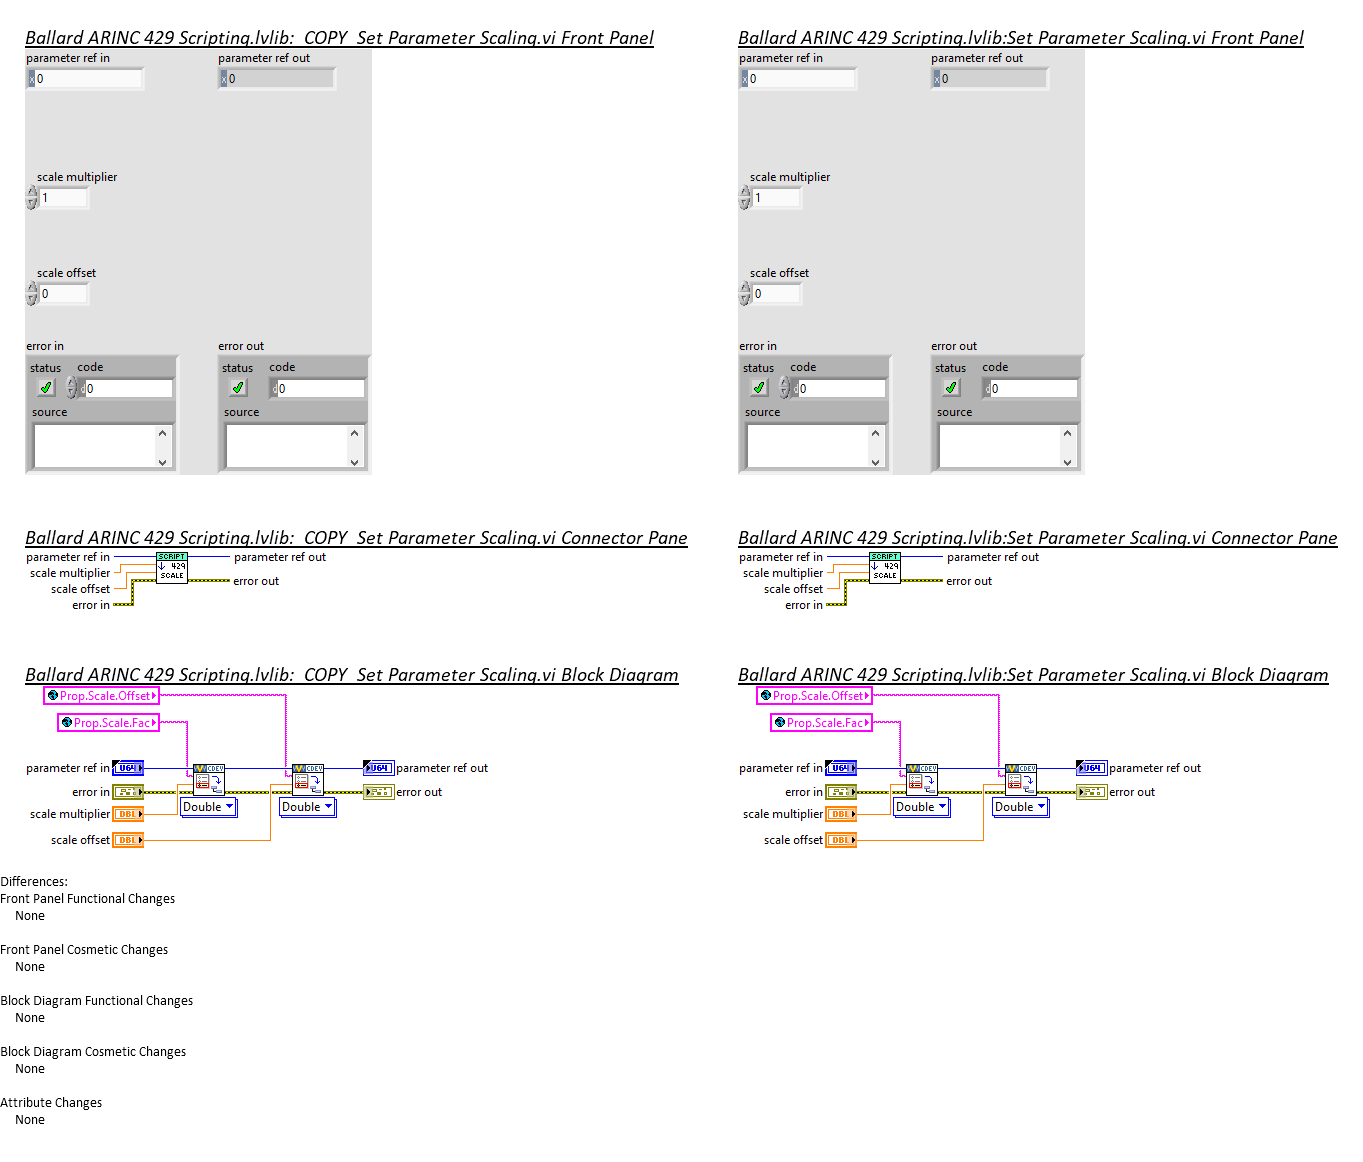 Ballard ARINC 429 Scripting.lvlib:  COPY  Set Parameter Scaling.vi Front Panel
parameter ref in
parameter ref out
x 0
x 0
scale multiplier
1
scale offset
0
error in
error out
status code
status code
d 0
d 0
source
source
Ballard ARINC 429 Scripting.lvlib:Set Parameter Scaling.vi Front Panel
parameter ref in
parameter ref out
x 0
x 0
scale multiplier
1
scale offset
0
error in
error out
status code
status code
d 0
d 0
source
source
Ballard ARINC 429 Scripting.lvlib:  COPY  Set Parameter Scaling.vi Connector Pane
parameter ref in
SCRIPT
parameter ref out
scale multiplier
429
SCALE
scale offset
error out
error in
Ballard ARINC 429 Scripting.lvlib:Set Parameter Scaling.vi Connector Pane
parameter ref in
SCRIPT
parameter ref out
scale multiplier
429
SCALE
scale offset
error out
error in
Ballard ARINC 429 Scripting.lvlib:  COPY  Set Parameter Scaling.vi Block Diagram
Prop.Scale.Offset
Prop.Scale.Fac
parameter ref in
U64
CDEV
CDEV
U64
parameter ref out
error in
error out
Double
Double
scale multiplier
DBL
scale offset
DBL
Ballard ARINC 429 Scripting.lvlib:Set Parameter Scaling.vi Block Diagram
Prop.Scale.Offset
Prop.Scale.Fac
parameter ref in
U64
CDEV
CDEV
U64
parameter ref out
error in
error out
Double
Double
scale multiplier
DBL
scale offset
DBL
Differences:
Front Panel Functional Changes
None
Front Panel Cosmetic Changes
None
Block Diagram Functional Changes
None
Block Diagram Cosmetic Changes
None
Attribute Changes
None